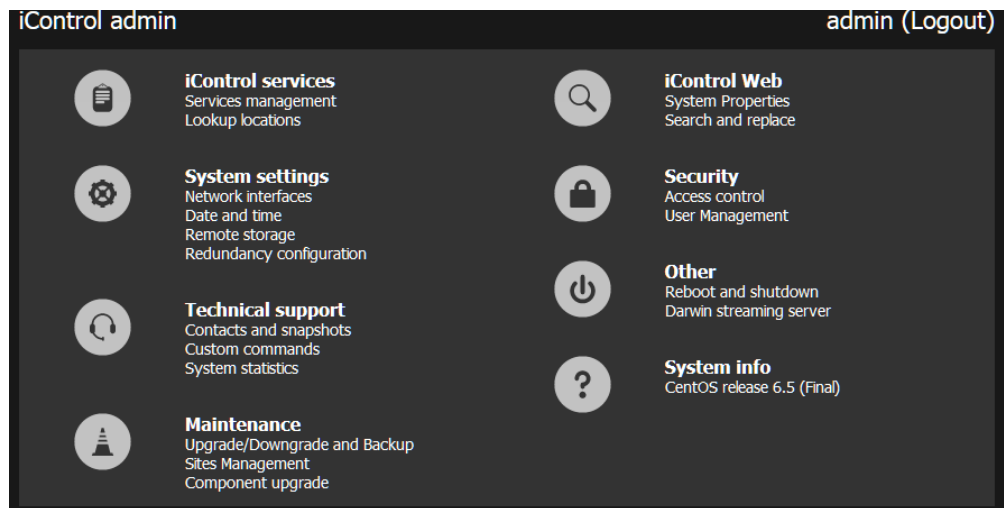 iControl admin
admin (Logout)
iControl services
Services management
Lookup locations
System settings
Network interfaces
Date and time
Remote storage
Redundancy configuration
Technical support
Contacts and snapshots
Custom commands
System statistics
Maintenance
Upgrade/Downgrade and Backup
Sites Management
Component upgrade
iControl Web
System Properties
Search and replace
Security
Access control
User Management
Other
Reboot and shutdown
Darwin streaming server
System info
CentOS release 6.5 (Final)